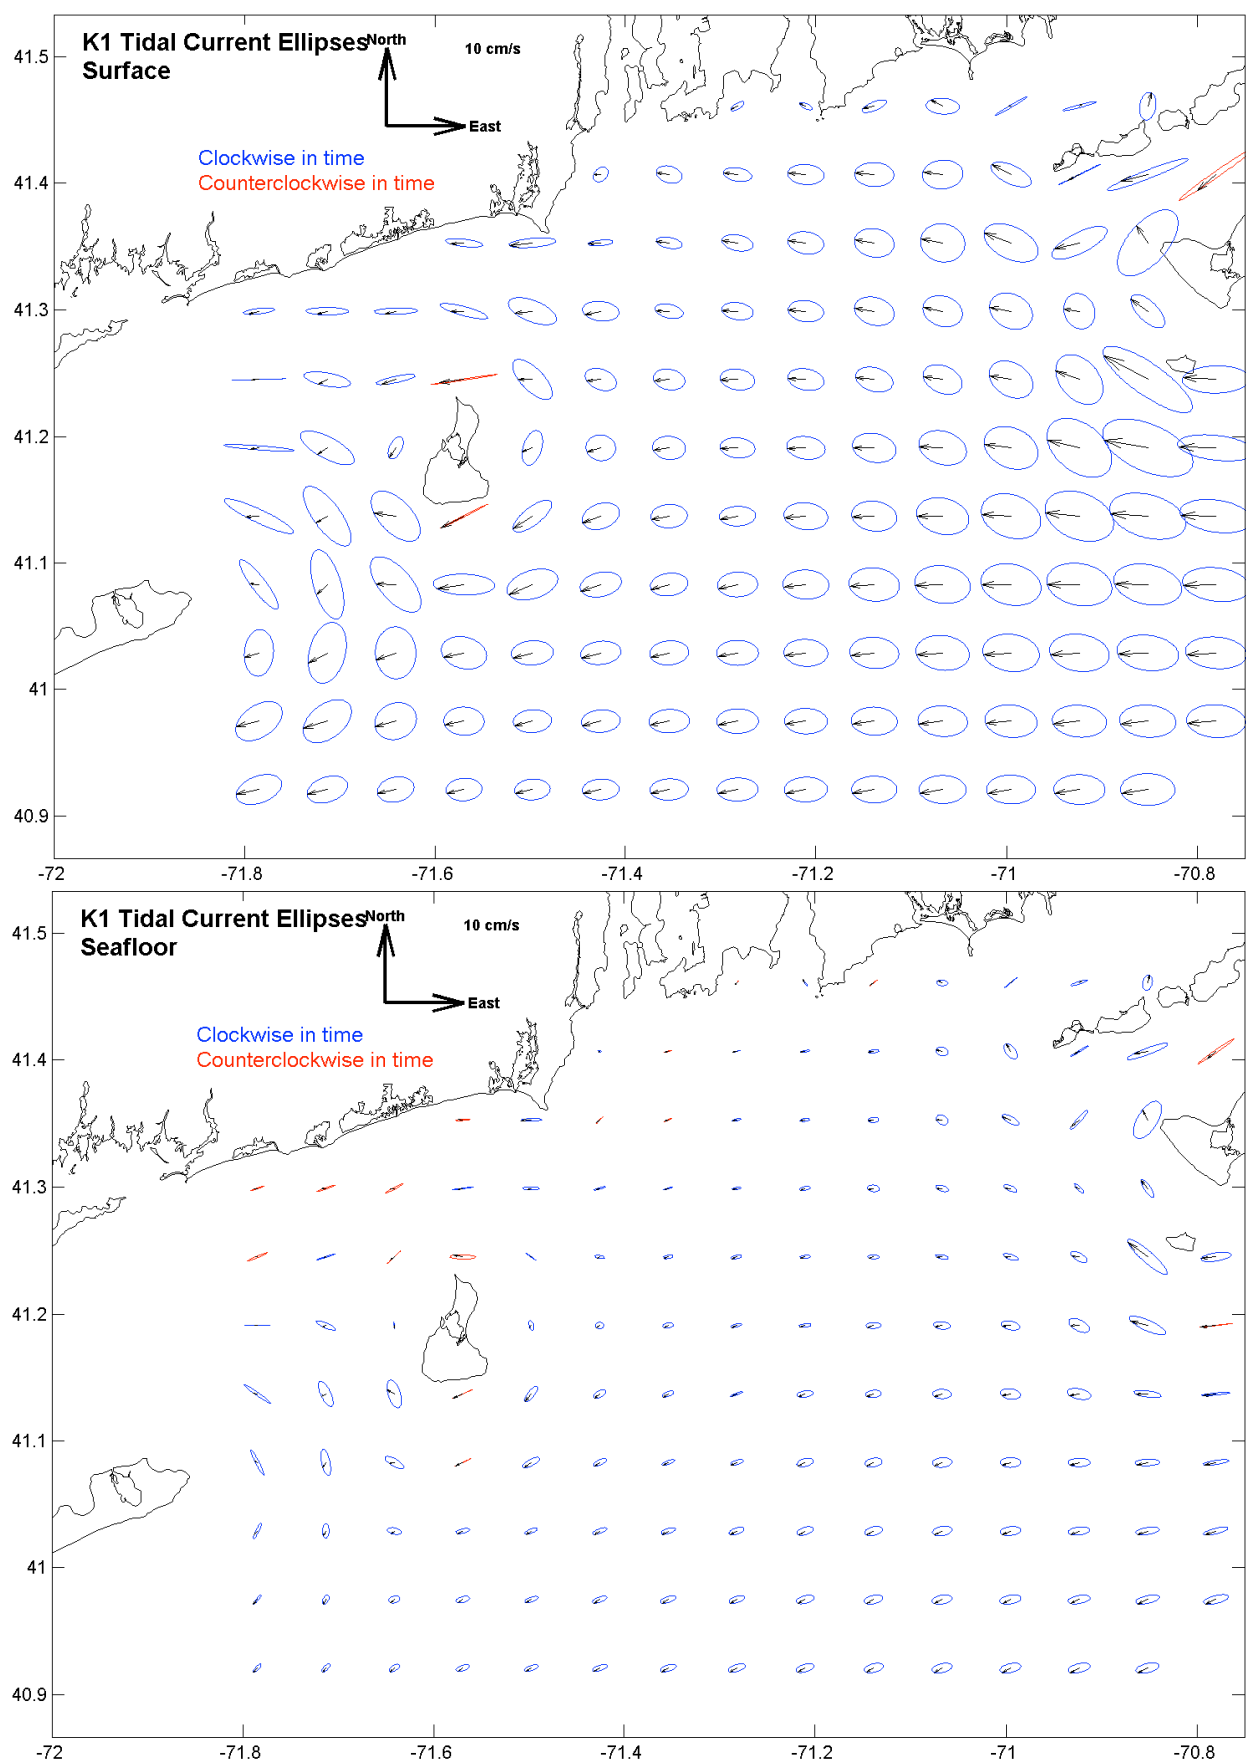 K1 Tidal Current Ellipses
Surface
North
10 cm/s
East
Clockwise in time
Counterclockwise in time
41.5
41.4
41.3
41.2
41.1
41
40.9
-72
-71.8
-71.6
-71.4
-71.2
-71
-70.8
K1 Tidal Current Ellipses
Seafloor
North
10 cm/s
East
Clockwise in time
Counterclockwise in time
41.5
41.4
41.3
41.2
41.1
41
40.9
-72
-71.8
-71.6
-71.4
-71.2
-71
-70.8